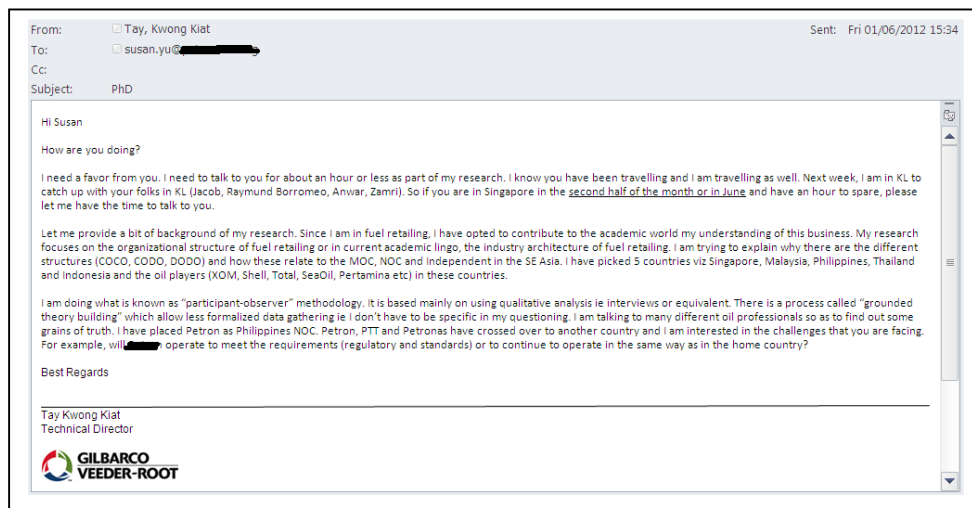 From: Tay, Kwong Kiat Sent: Fri 01/06/2012 15:34
To: susan.yu@
Cc:
Subject: PhD
Hi Susan
How are you doing?
I need a favor from you. I need to talk to you for about an hour or less as part of my research. I know you have been travelling and I am travelling as well. Next week, I am in KL to
catch up with your folks in KL (Jacob, Raymund Borromeo, Anwar, Zamri). So if you are in Singapore in the second half of the month or in June and have an hour to spare, please
let me have the time to talk to you.
Let me provide a bit of background of my research. Since I am in fuel retailing, I have opted to contribute to the academic world my understanding of this business. My research
focuses on the organizational structure of fuel retailing or in current academic lingo, the industry architecture of fuel retailing. I am trying to explain why there are the different
structures (COCO, CODO, DODO) and how these relate to the MOC, NOC and Independent in the SE Asia. I have picked 5 countries viz Singapore, Malaysia, Philippines, Thailand
and Indonesia and the oil players (XOM, Shell, Total, SeaOil, Pertamina etc) in these countries.
I am doing what is known as “participant-observer” methodology. It is based mainly on using qualitative analysis ie interviews or equivalent. There is a process called “grounded
theory building” which allow less formalized data gathering ie I don’t have to be specific in my questioning. I am talking to many different oil professionals so as to find out some
grains of truth. I have placed Petron as Philippines NOC. Petron, PTT and Petronas have crossed over to another country and I am interested in the challenges that you are facing.
For example, will operate to meet the requirements (regulatory and standards) or to continue to operate in the same way as in the home country?
Best Regards
Tay Kwong Kiat
Technical Director
GILBARCO
VEEDER-ROOT